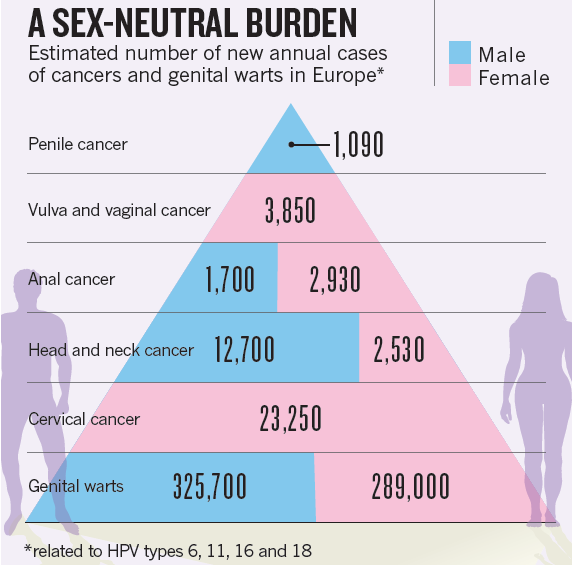 A SEX-NEUTRAL BURDEN
Estimated number of new annual cases
of cancers and genital warts in Europe*
Male
Female
Penile cancer 1,090
Vulva and vaginal cancer 3,850
Anal cancer 1,700 2,930
Head and neck cancer 12,700 2,530
Cervical cancer 23,250
Genital warts 325,700 289,000
*related to HPV types 6, 11, 16 and 18